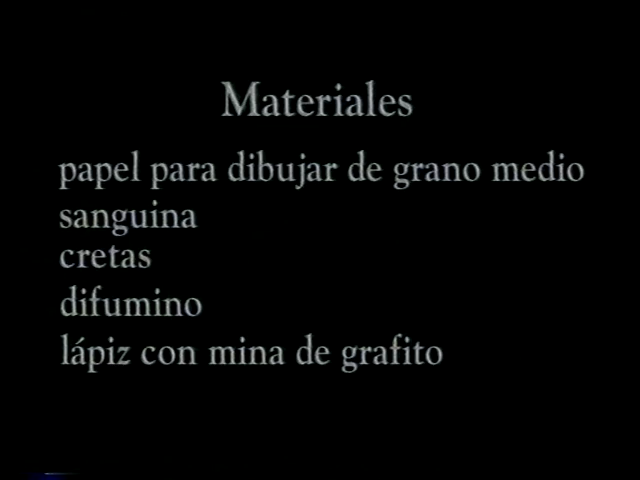 Materiales
papel para dibujar de grano medio
sanguina
cretas
difumino
lápiz con mina de grafito